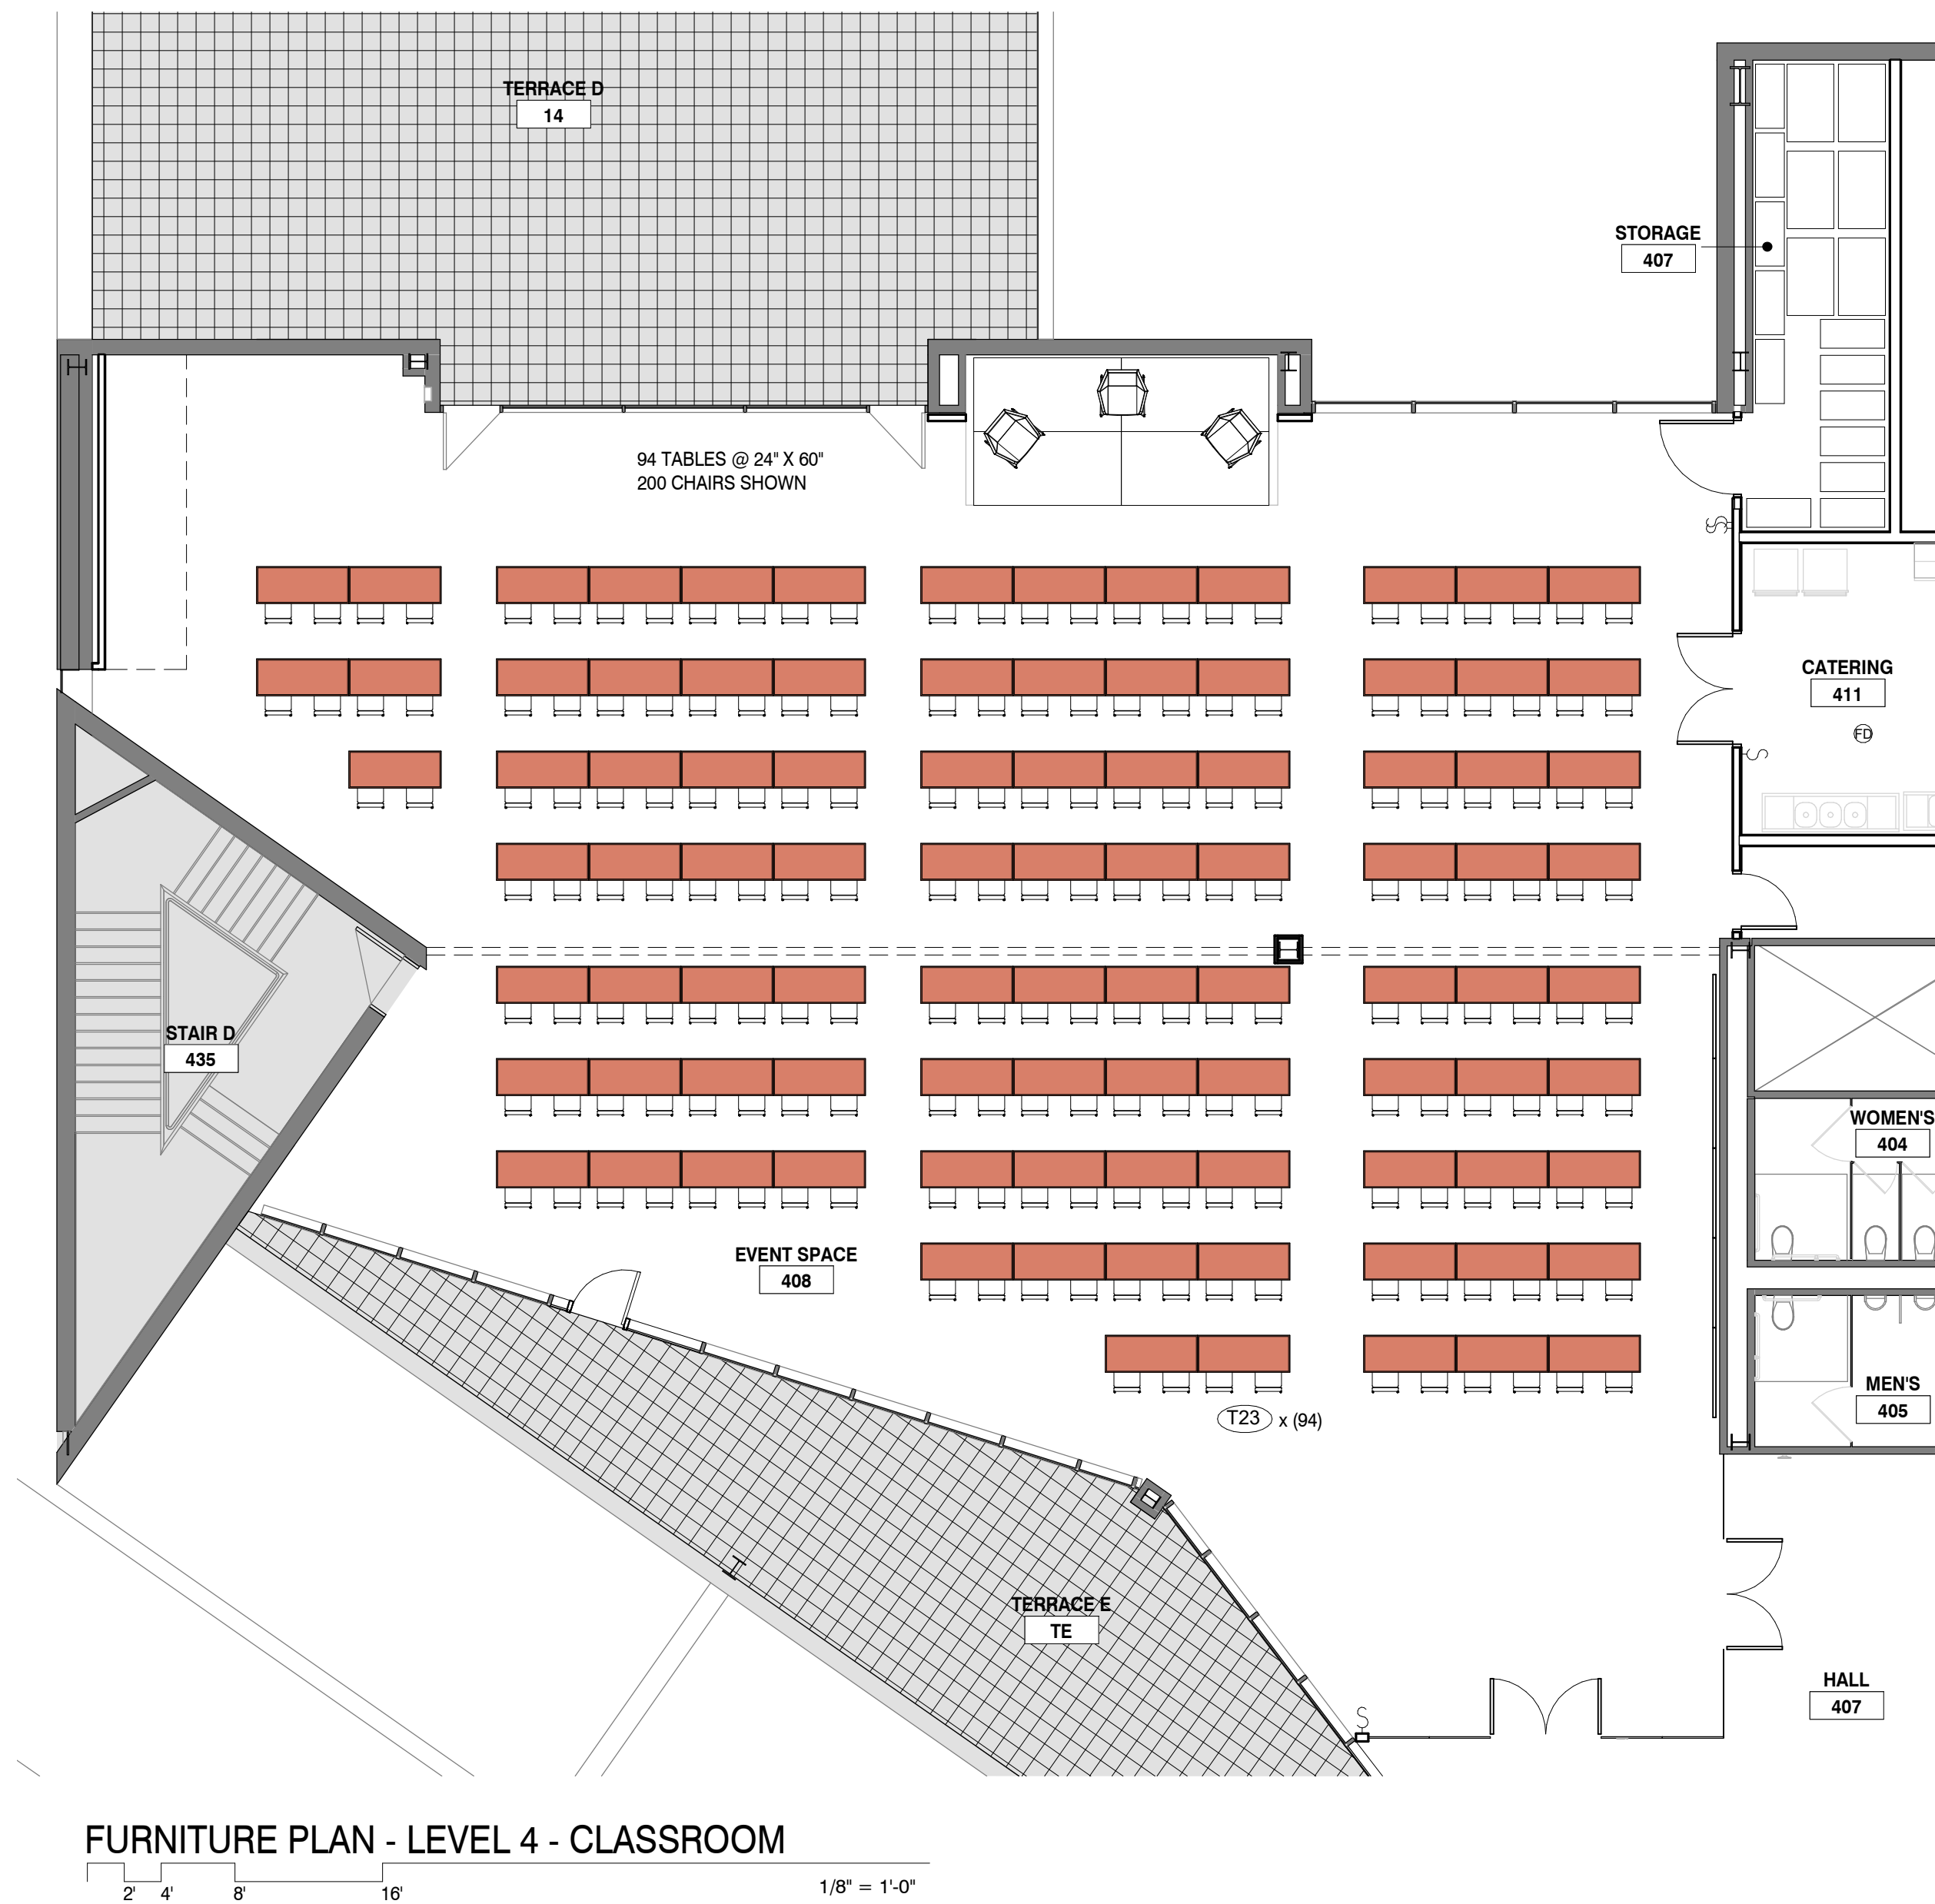 TERRACE D
14
STORAGE
407
94 TABLES @ 24" X 60"
200 CHAIRS SHOWN
S
CATERING
411
FD
S
STAIR D
435
WOMEN'S
404
EVENT SPACE
408
MEN'S
405
T23 x (94)
TERRACE E
TE
HALL
407
S
FURNITURE PLAN - LEVEL 4 - CLASSROOM
2' 4' 8' 16'
1/8" = 1'-0"